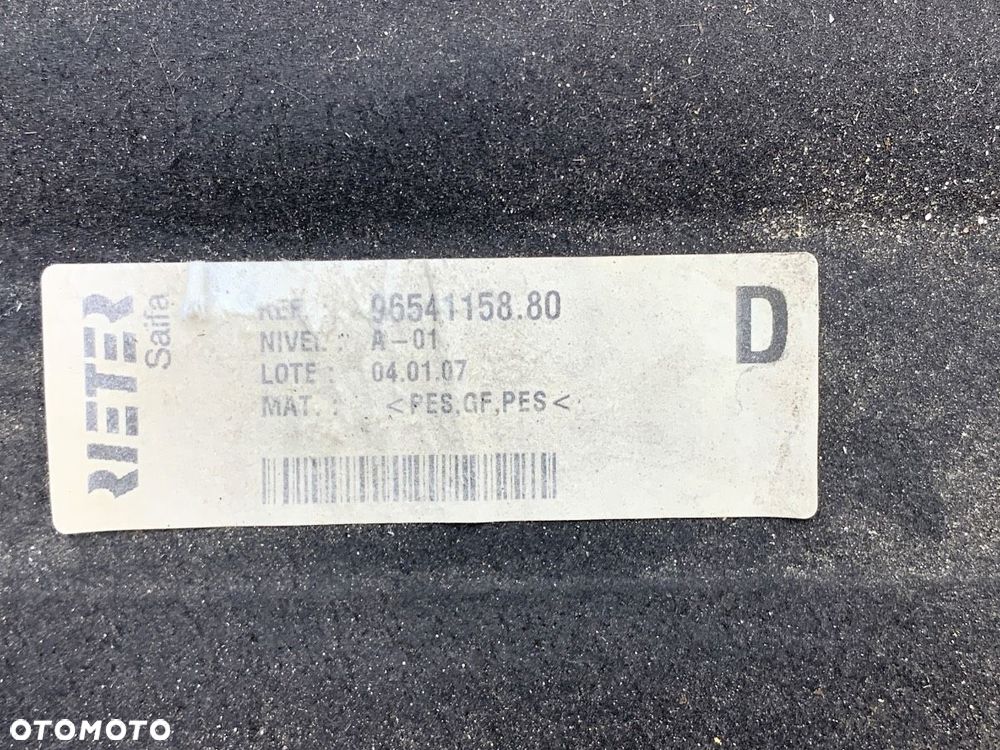 RIETER
Saifa
REF. : 96541158.80
NIVEL : A-01
LOTE : 04.01.07
MAT. : <PES,GF,PES<
D
OTOMOTO